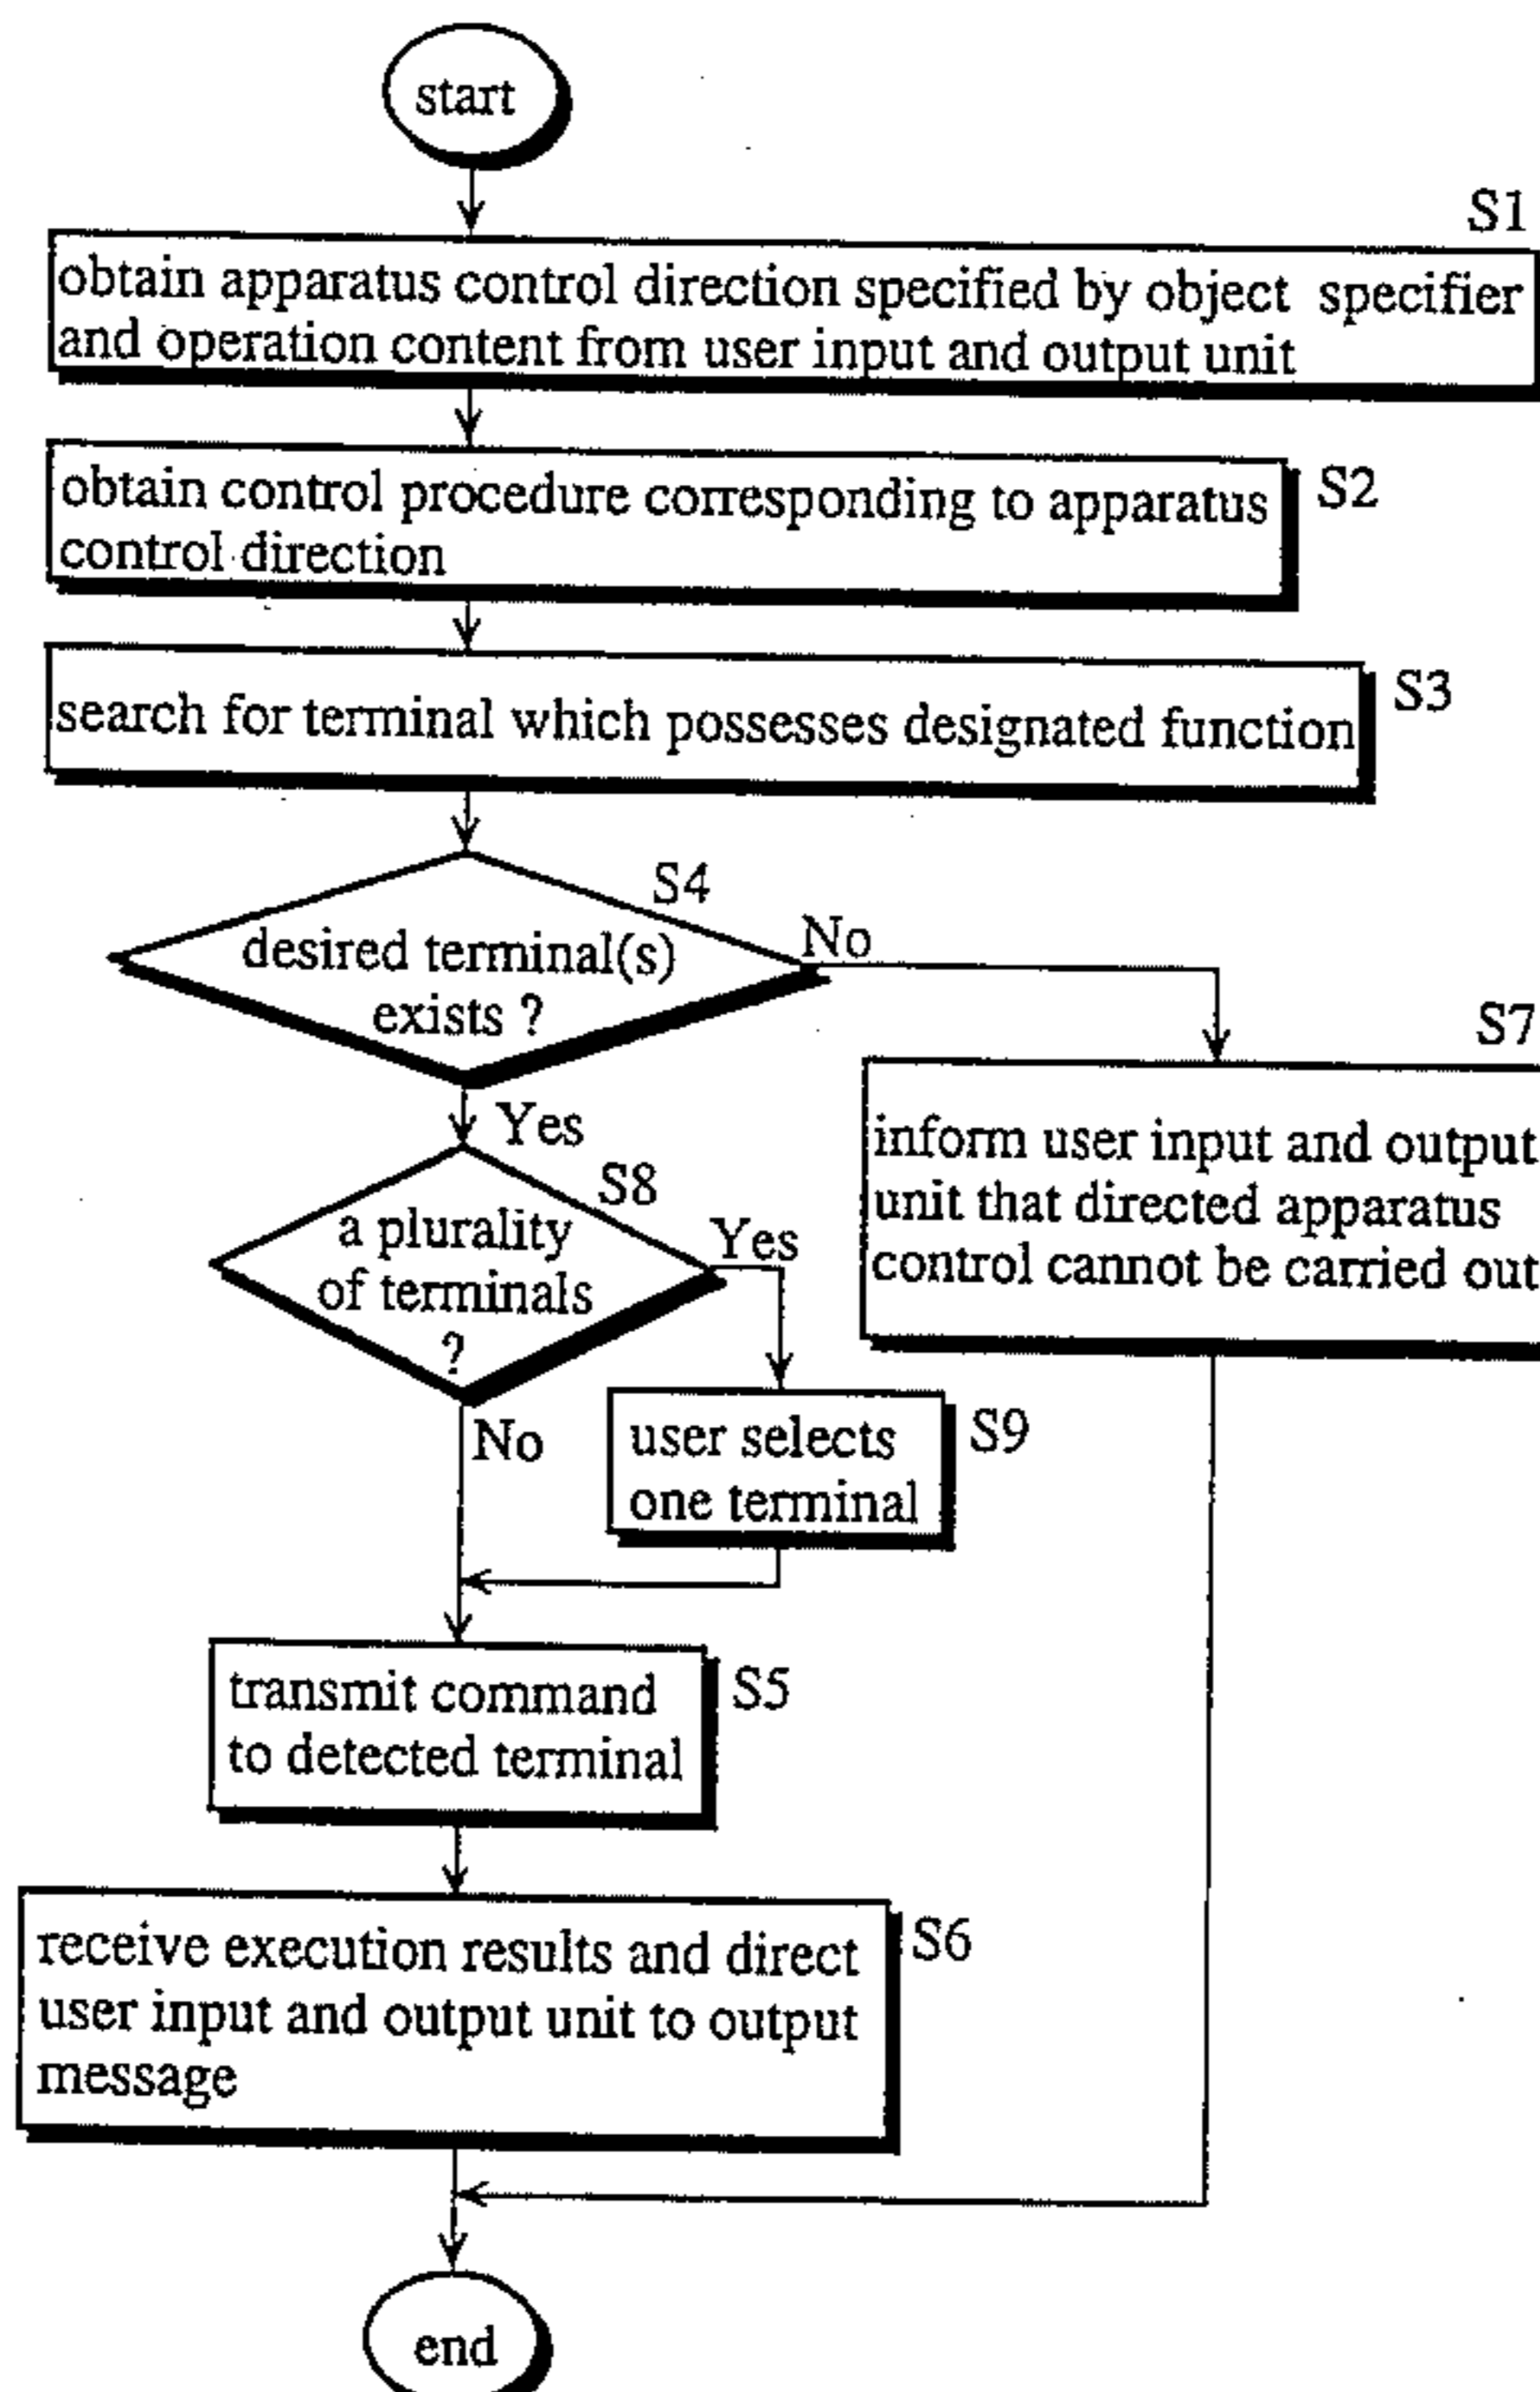 start
S1
obtain apparatus control direction specified by object specifier
and operation content from user input and output unit
obtain control procedure corresponding to apparatus
control direction
S2
search for terminal which possesses designated function
S3
S4
desired terminal(s)
exists ?
No
Yes
S7
inform user input and output
unit that directed apparatus
control cannot be carried out
S8
a plurality
of terminals
?
Yes
No
user selects
one terminal
S9
transmit command
to detected terminal
S5
receive execution results and direct
user input and output unit to output
message
S6
end